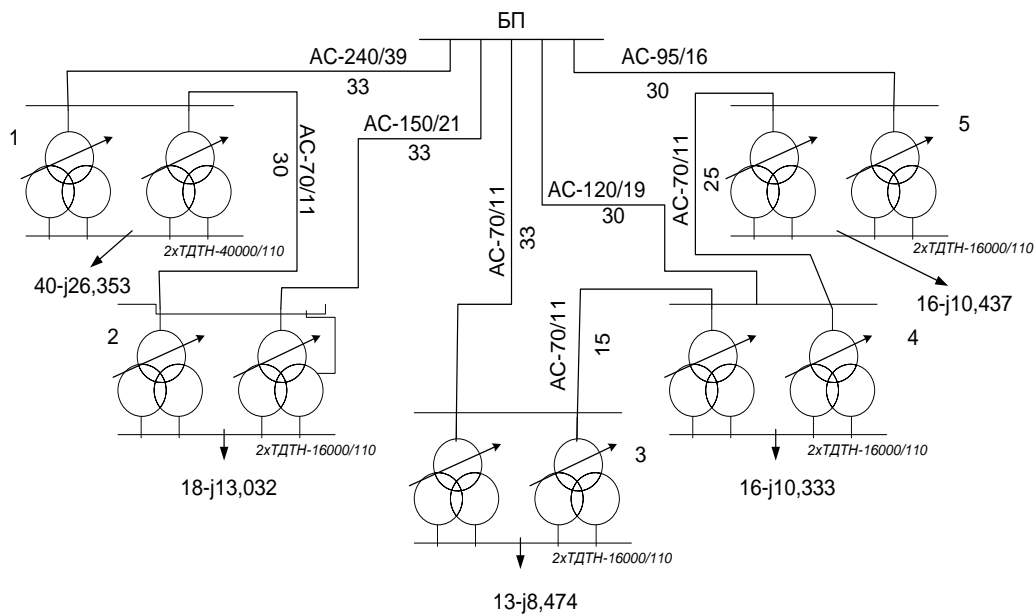 БП
АС-240/39
33
АС-95/16
30
1
АС-70/11
30
АС-150/21
33
АС-70/11
33
АС-120/19
30
АС-70/11
25
5
2хТДТН-40000/110
40-j26,353
2хТДТН-16000/110
16-j10,437
2
АС-70/11
15
4
2хТДТН-16000/110
18-j13,032
3
2хТДТН-16000/110
16-j10,333
2хТДТН-16000/110
13-j8,474